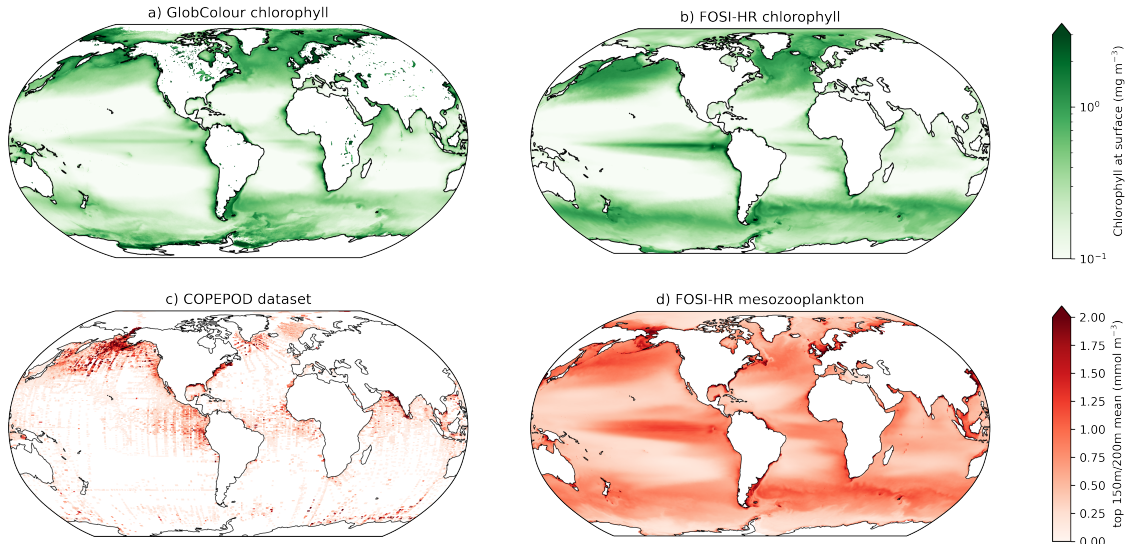 a) GlobColour chlorophyll
b) FOSI-HR chlorophyll
10⁰
10⁻¹
Chlorophyll at surface (mg m⁻³)
c) COPEPOD dataset
d) FOSI-HR mesozooplankton
2.00
1.75
1.50
1.25
1.00
0.75
0.50
0.25
0.00
top 150m/200m mean (mmol m⁻³)